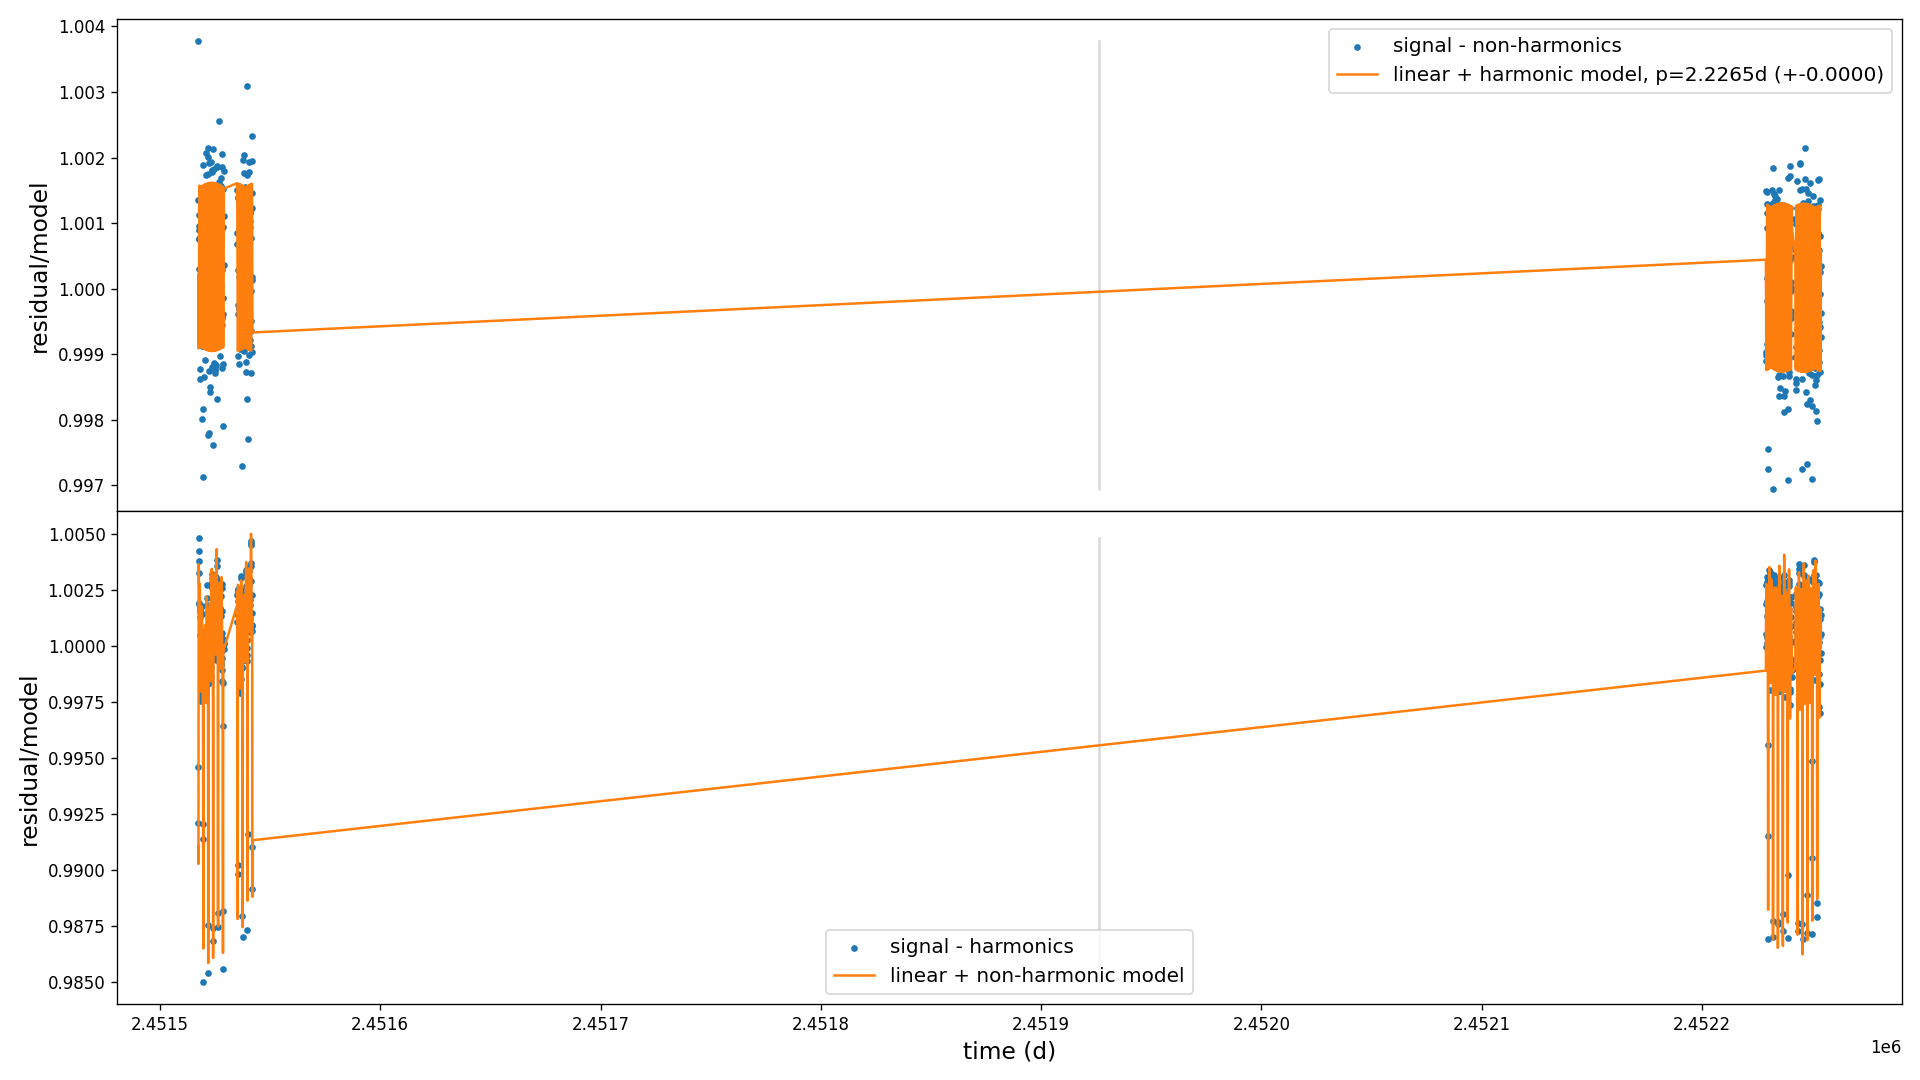 1.004
1.003
1.002
1.001
1.000
0.999
0.998
0.997
residual/model
signal - non-harmonics
linear + harmonic model, p=2.2265d (+-0.0000)
1.0050
1.0025
1.0000
0.9975
0.9950
0.9925
0.9900
0.9875
0.9850
residual/model
signal - harmonics
linear + non-harmonic model
2.4515 2.4516 2.4517 2.4518 2.4519 2.4520 2.4521 2.4522
1e6
time (d)